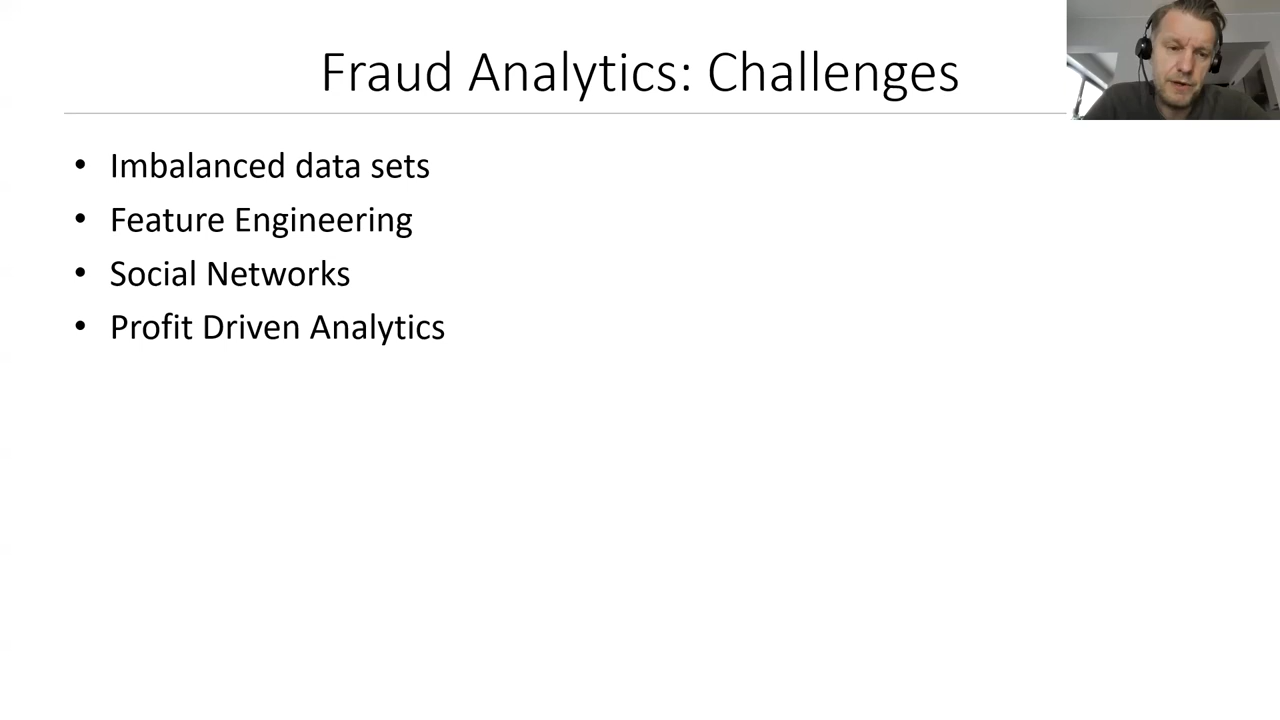 Fraud Analytics: Challenges
• Imbalanced data sets
• Feature Engineering
• Social Networks
• Profit Driven Analytics